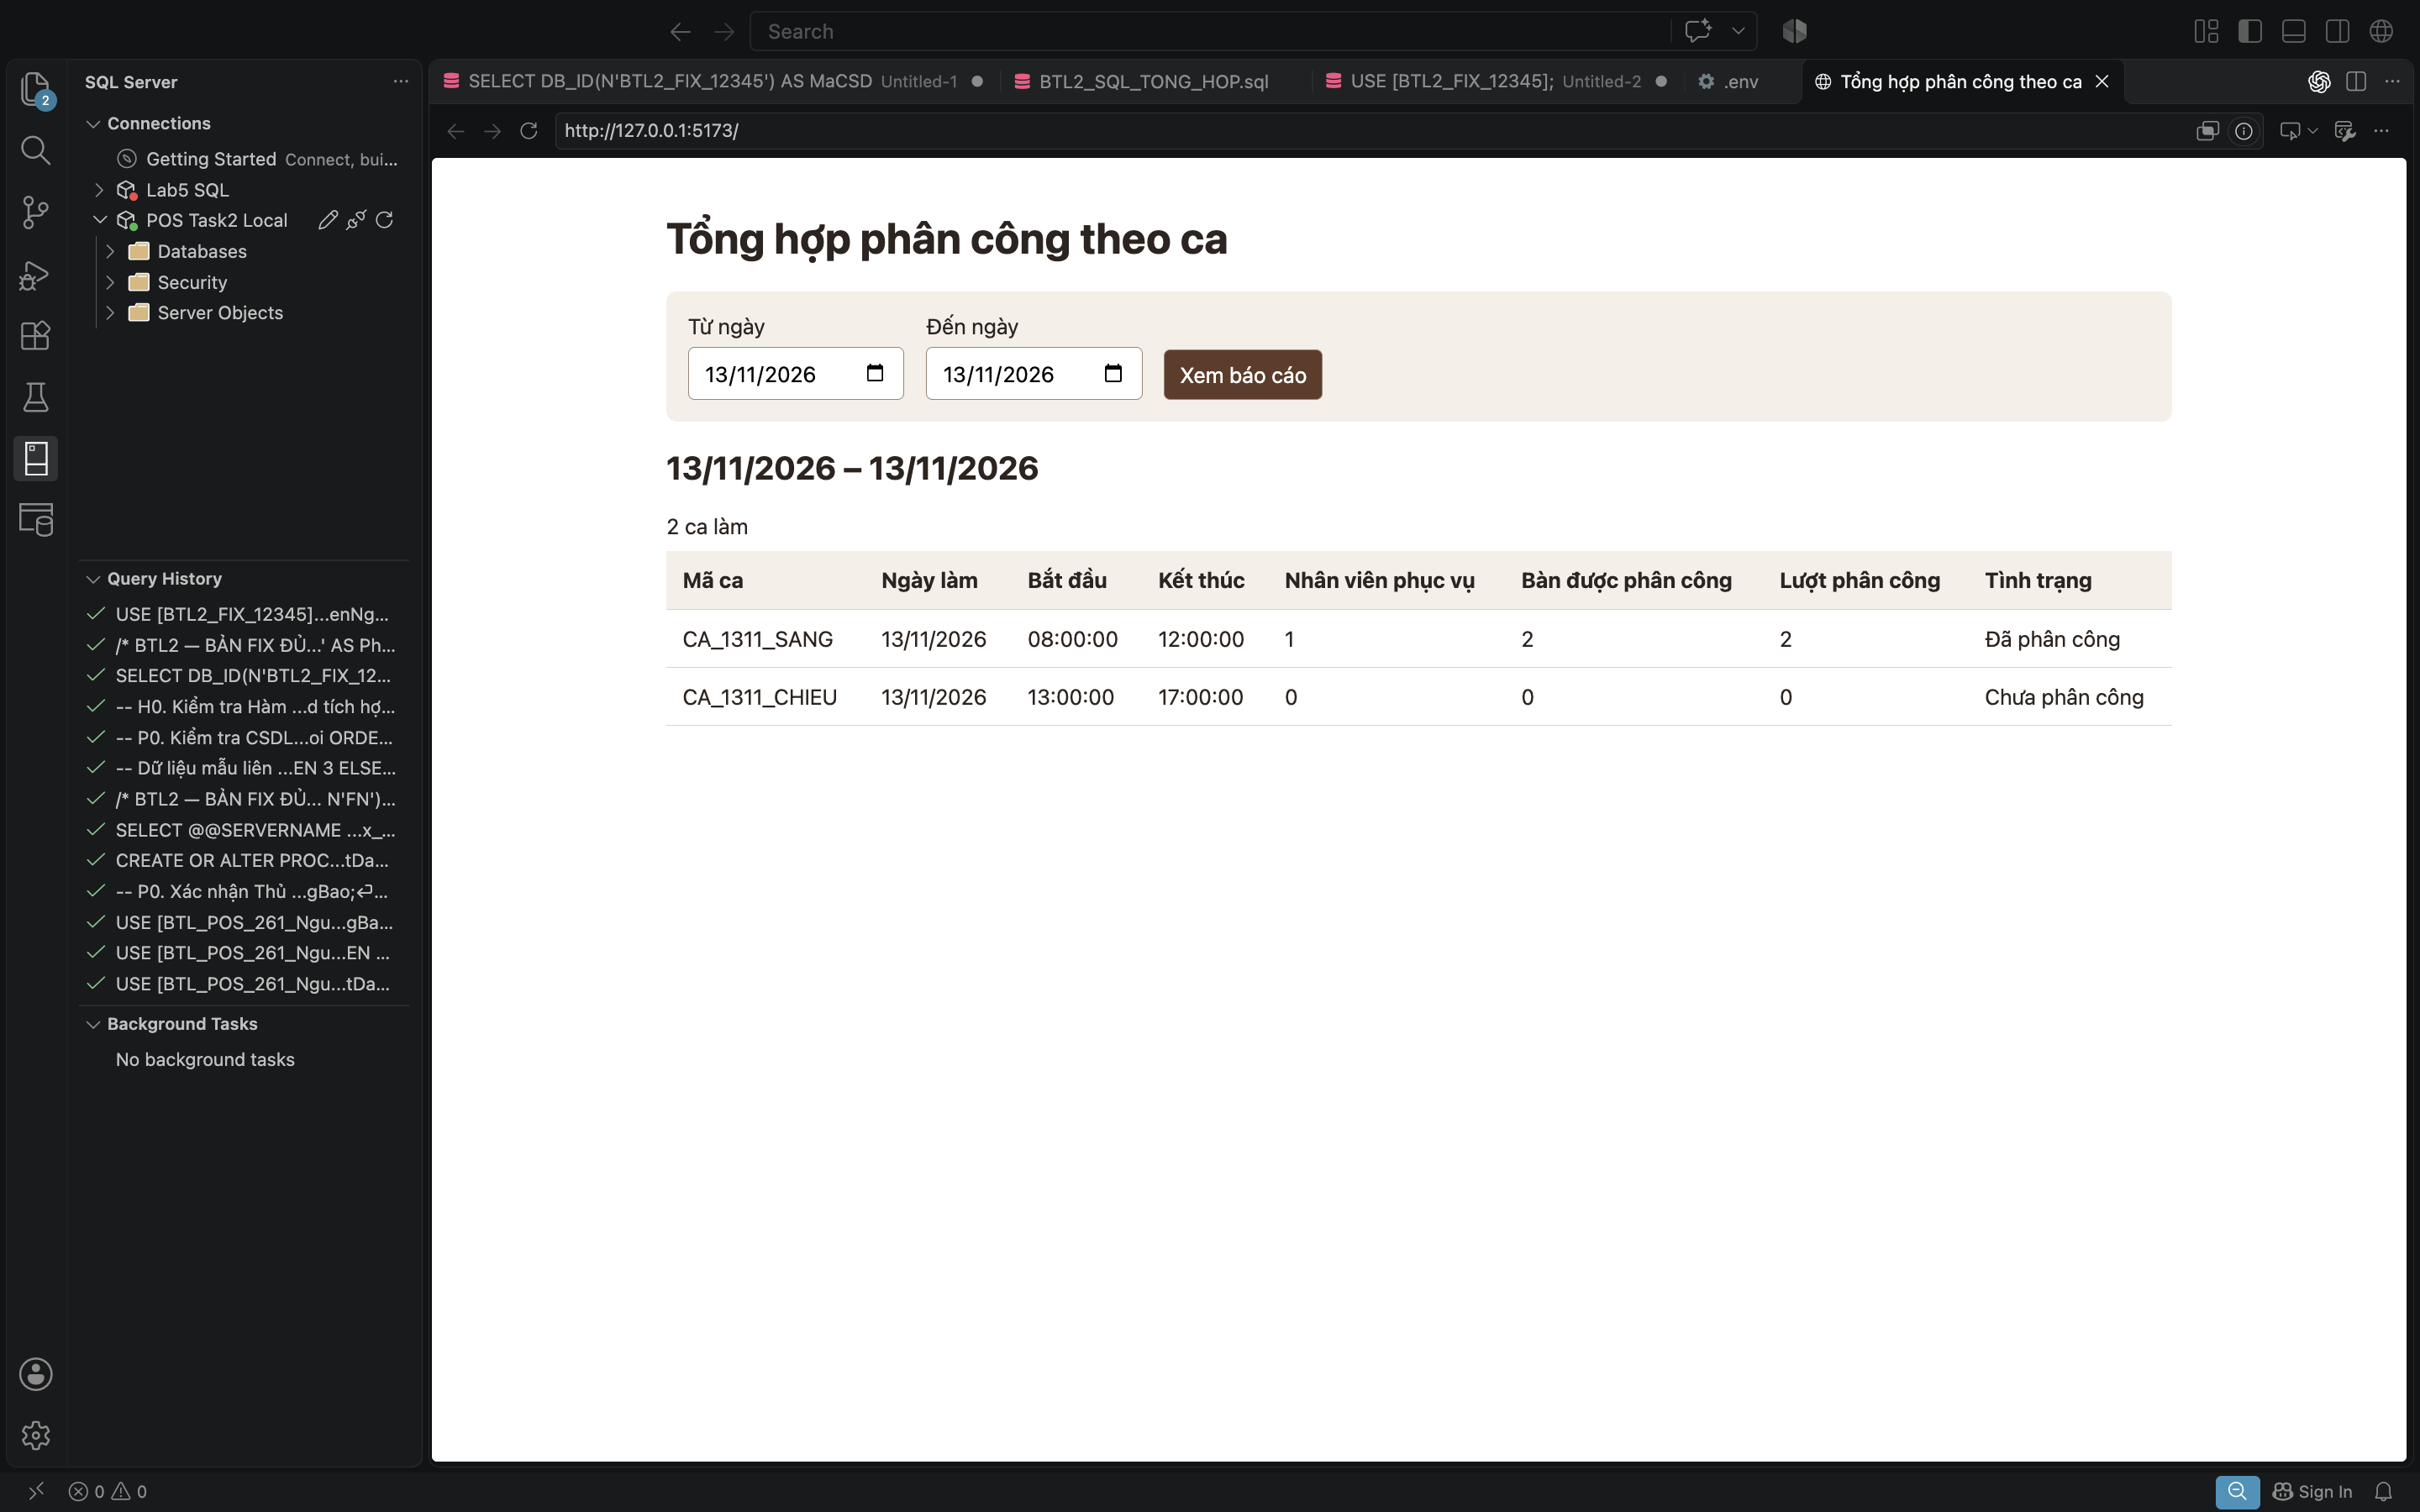 Search
SQL Server
Connections
Getting Started Connect, bui...
Lab5 SQL
POS Task2 Local
Databases
Security
Server Objects
Query History
USE [BTL2_FIX_12345]...enNg...
/* BTL2 — BẢN FIX ĐỦ...' AS Ph...
SELECT DB_ID(N'BTL2_FIX_12...
-- H0. Kiểm tra Hàm ...d tích hợ...
-- P0. Kiểm tra CSDL...oi ORDE...
-- Dữ liệu mẫu liên ...EN 3 ELSE...
/* BTL2 — BẢN FIX ĐỦ... N'FN')...
SELECT @@SERVERNAME ...x_...
CREATE OR ALTER PROC...tDa...
-- P0. Xác nhận Thủ ...gBao;↵...
USE [BTL_POS_261_Ngu...gBa...
USE [BTL_POS_261_Ngu...EN ...
USE [BTL_POS_261_Ngu...tDa...
Background Tasks
No background tasks
2
SELECT DB_ID(N'BTL2_FIX_12345') AS MaCSD Untitled-1
BTL2_SQL_TONG_HOP.sql
USE [BTL2_FIX_12345]; Untitled-2
.env
Tổng hợp phân công theo ca
http://127.0.0.1:5173/
Tổng hợp phân công theo ca
Từ ngày Đến ngày
13/11/2026 13/11/2026 Xem báo cáo
13/11/2026 – 13/11/2026
2 ca làm
Mã ca Ngày làm Bắt đầu Kết thúc Nhân viên phục vụ Bàn được phân công Lượt phân công Tình trạng
CA_1311_SANG 13/11/2026 08:00:00 12:00:00 1 2 2 Đã phân công
CA_1311_CHIEU 13/11/2026 13:00:00 17:00:00 0 0 0 Chưa phân công
0 0
Sign In